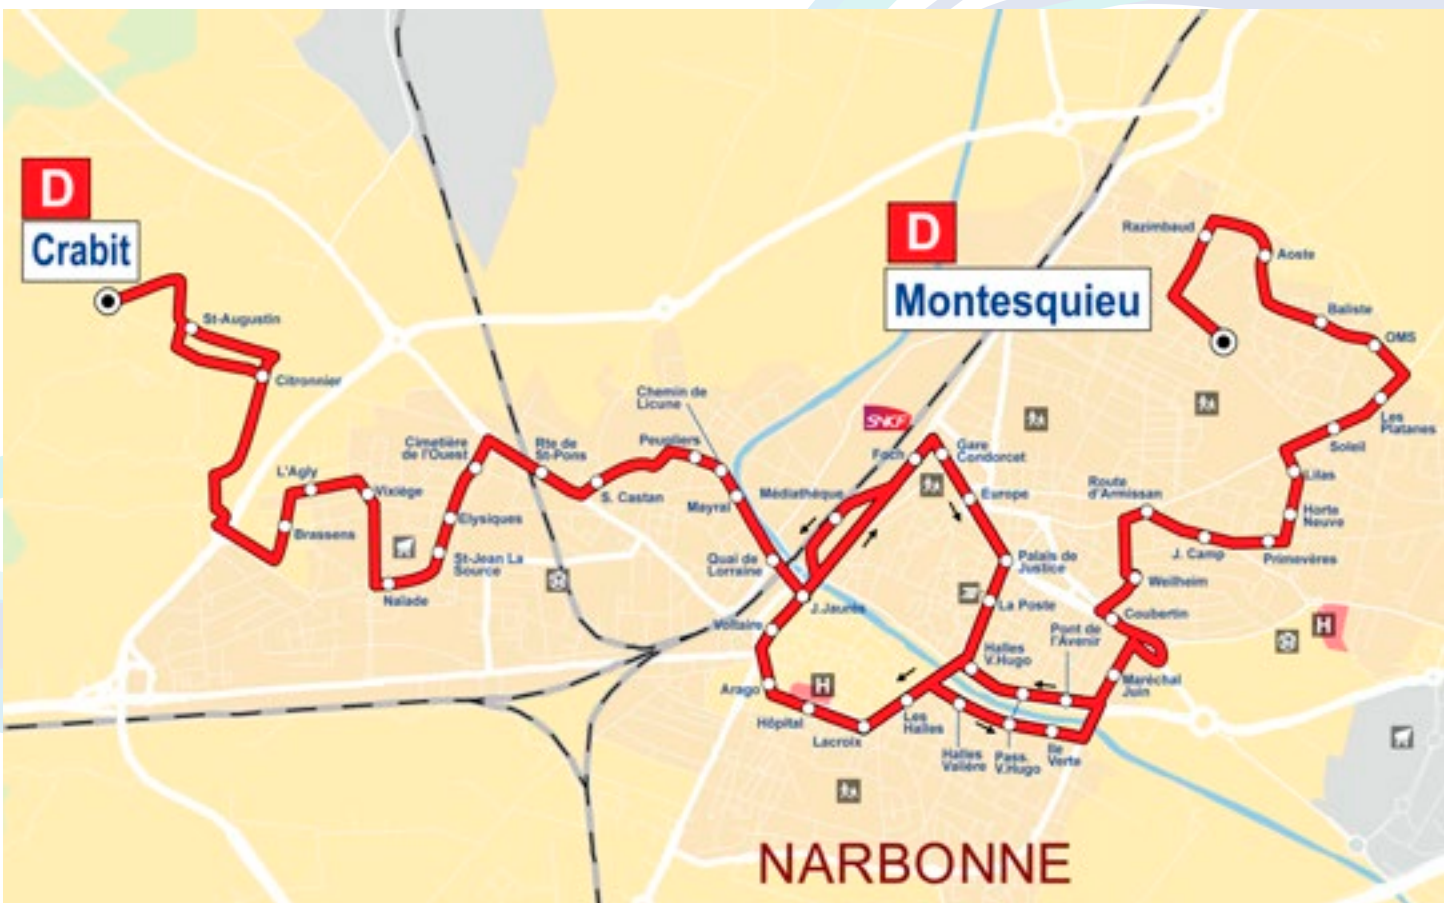 D
Crabit
St-Augustin
Citronnier
L'Agly
Vixiège
Brassens
Naïade
St-Jean La
Source
Elysiques
Cimetière
de l'Ouest
Rte de
St-Pons
S. Castan
Peupliers
Chemin de
Licune
Mayral
Quai de
Lorraine
J.Jaurès
Médiathèque
Foch
SNCF
Gare
Condorcet
Europe
Palais de
Justice
La Poste
Halles
V.Hugo
Pont de
l'Avenir
Voltaire
Arago
Hôpital
H
Lacroix
Les
Halles
Halles
Valière
Pass.
V.Hugo
Ile
Verte
Maréchal
Juin
Coubertin
Weilheim
Route
d'Armissan
J. Camp
Primevères
Horte
Neuve
Lilas
Soleil
Les
Platanes
OMS
Baliste
Aoste
Razimbaud
D
Montesquieu
H
NARBONNE